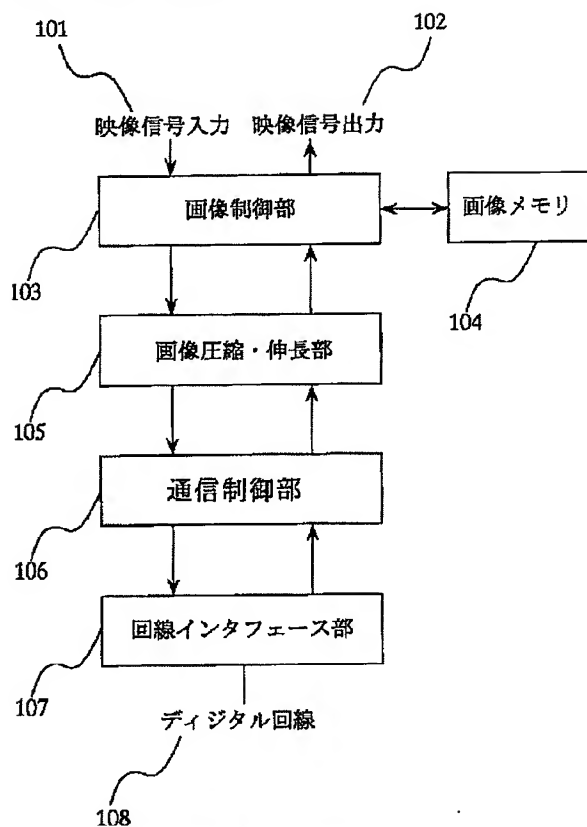 101
102
映像信号入力 映像信号出力
画像制御部
画像メモリ
103
104
画像圧縮・伸長部
105
通信制御部
106
回線インタフェース部
107
ディジタル回線
108